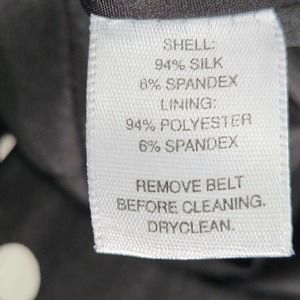 SHELL:
94% SILK
6% SPANDEX
LINING:
94% POLYESTER
6% SPANDEX
REMOVE BELT
BEFORE CLEANING.
DRYCLEAN.